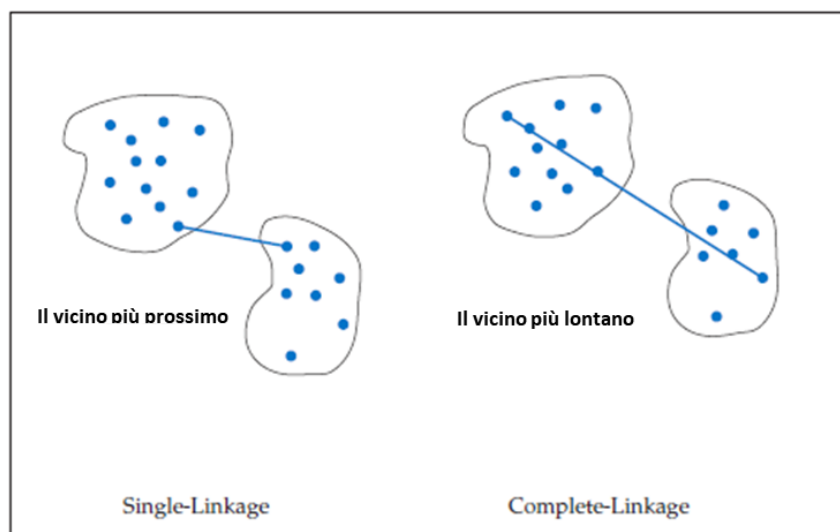 Il vicino più prossimo
Il vicino più lontano
Single-Linkage
Complete-Linkage